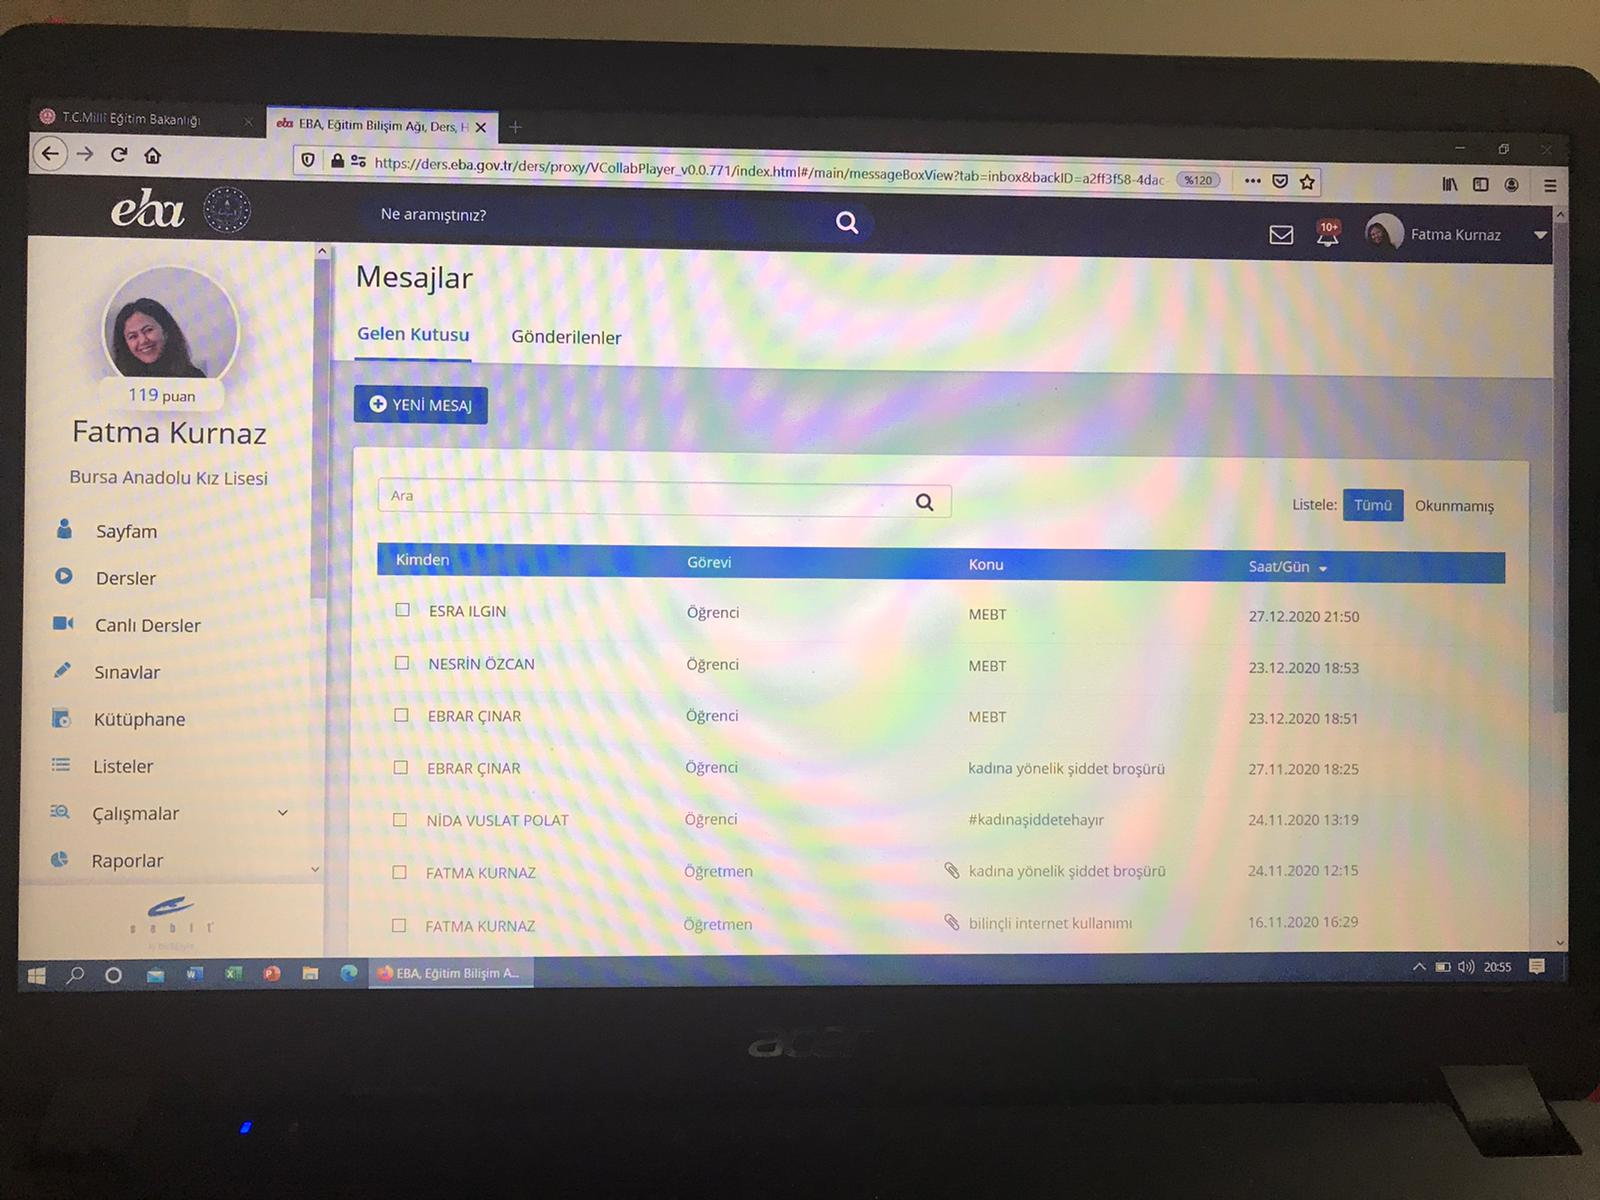 T.C.Millî Eğitim Bakanlığı
eba EBA, Eğitim Bilişim Ağı, Ders, H
https://ders.eba.gov.tr/ders/proxy/VCollabPlayer_v0.0.771/index.html#/main/messageBoxView?tab=inbox&backID=a2ff3f58-4dac- %120
eba
Ne aramıştınız?
10+
Fatma Kurnaz
119 puan
Fatma Kurnaz
Bursa Anadolu Kız Lisesi
Sayfam
Dersler
Canlı Dersler
Sınavlar
Kütüphane
Listeler
Çalışmalar
Raporlar
sebit
Mesajlar
Gelen Kutusu Gönderilenler
YENİ MESAJ
Ara
Listele: Tümü Okunmamış
Kimden Görevi Konu Saat/Gün
ESRA ILGIN Öğrenci MEBT 27.12.2020 21:50
NESRİN ÖZCAN Öğrenci MEBT 23.12.2020 18:53
EBRAR ÇINAR Öğrenci MEBT 23.12.2020 18:51
EBRAR ÇINAR Öğrenci kadına yönelik şiddet broşürü 27.11.2020 18:25
NİDA VUSLAT POLAT Öğrenci #kadınaşiddetehayır 24.11.2020 13:19
FATMA KURNAZ Öğretmen kadına yönelik şiddet broşürü 24.11.2020 12:15
FATMA KURNAZ Öğretmen bilinçli internet kullanımı 16.11.2020 16:29
EBA, Eğitim Bilişim A...
20:55
acer